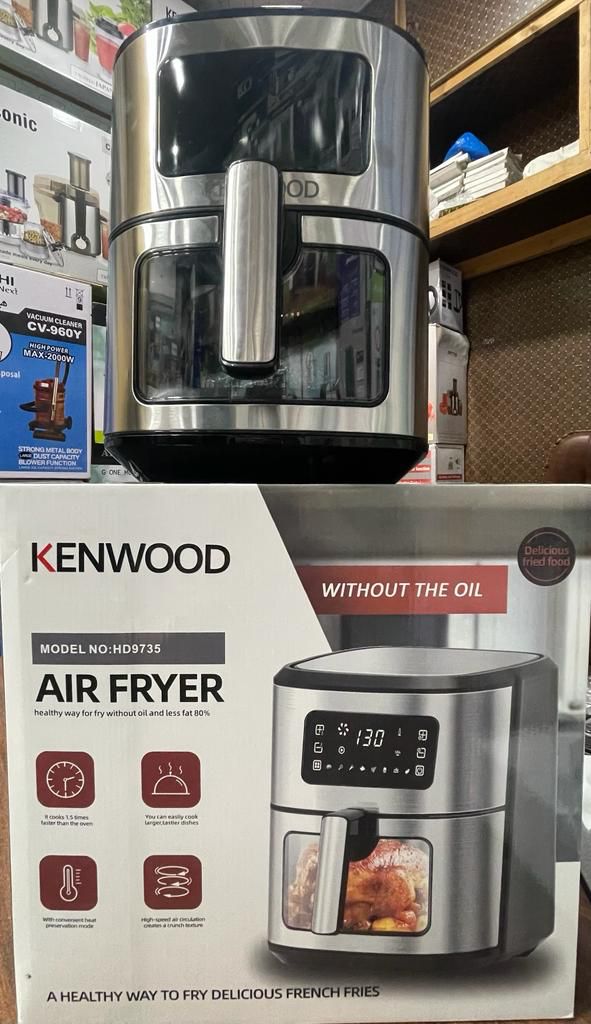 onic
VACUUM CLEANER
CV-960Y
HIGH POWER
MAX-2000W
STRONG METAL BODY
LARGE DUST CAPACITY
BLOWER FUNCTION
KENWOOD
WITHOUT THE OIL
Delicious
fried food
MODEL NO:HD9735
AIR FRYER
healthy way for fry without oil and less fat 80%
130
It cooks 1.5 times
faster than the oven
You can easily cook
larger,tastier dishes
With convenient heat
preservation mode
High-speed air circulation
creates a crunch texture
A HEALTHY WAY TO FRY DELICIOUS FRENCH FRIES